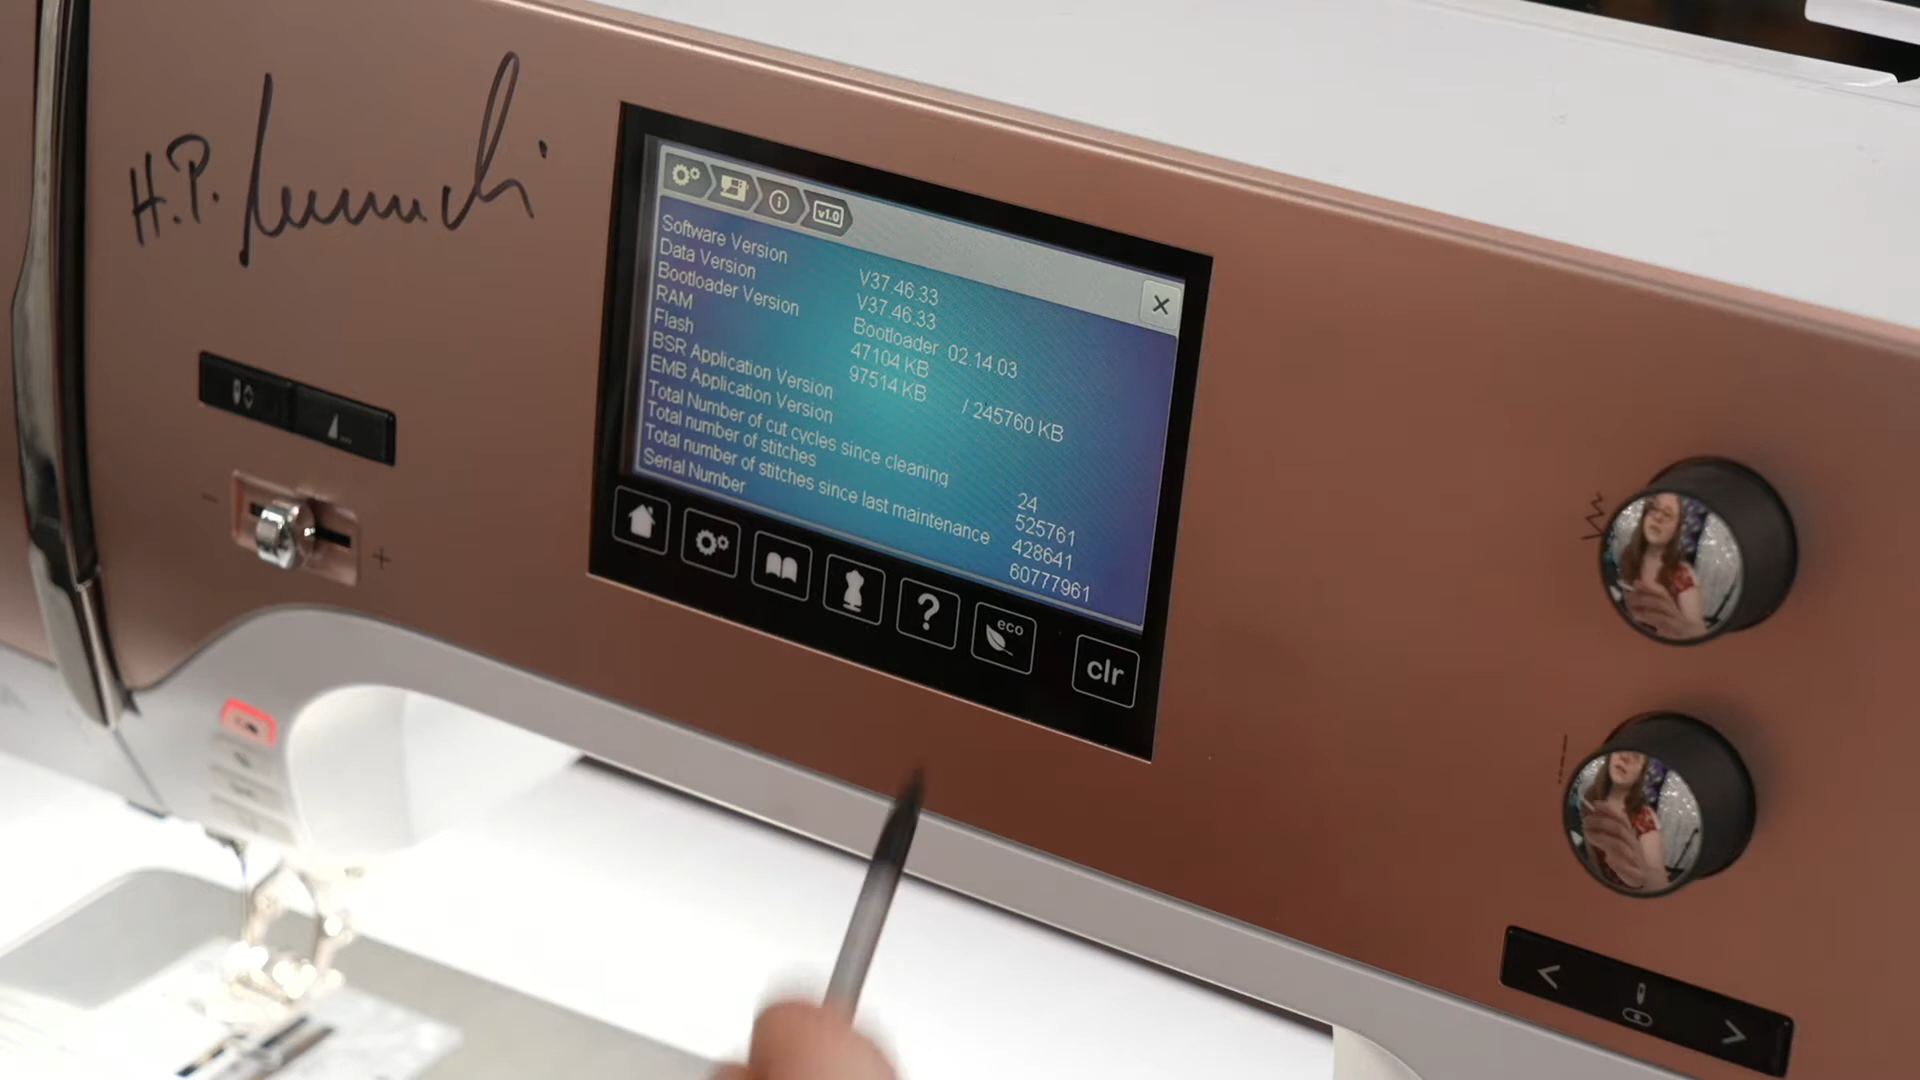 H.P.
v1.0
Software Version V37.46.33
Data Version V37.46.33
Bootloader Version Bootloader 02.14.03
RAM 47104 KB
Flash 97514 KB / 245760 KB
BSR Application Version
EMB Application Version
Total Number of cut cycles since cleaning 24
Total number of stitches 525761
Total number of stitches since last maintenance 428641
Serial Number 60777961
eco
clr